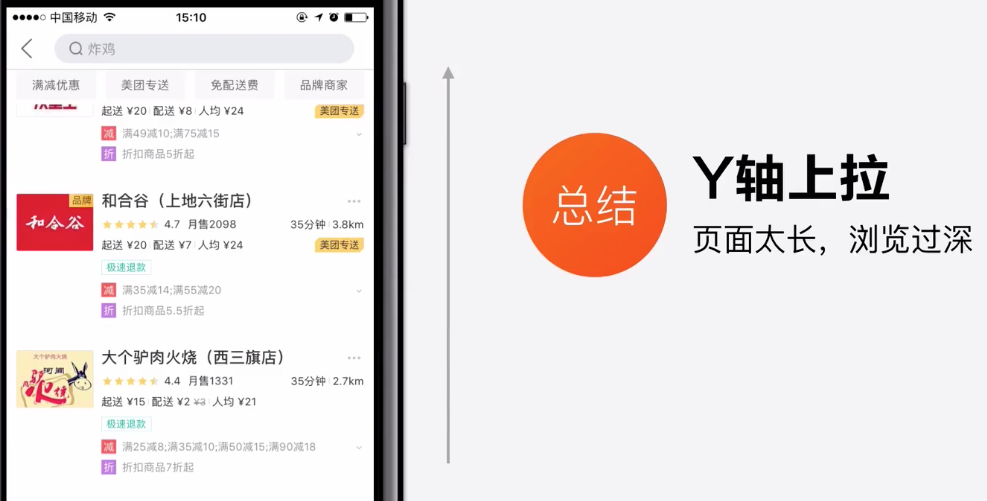 中国移动
15:10
炸鸡
满减优惠
美团专送
免配送费
品牌商家
起送 ¥20 配送 ¥8 人均 ¥24
美团专送
减 满49减10;满75减15
折 折扣商品5折起
品牌
和合谷
和合谷（上地六街店）
4.7 月售2098
35分钟 3.8km
起送 ¥20 配送 ¥7 人均 ¥24
美团专送
极速退款
减 满35减14;满55减20
折 折扣商品5.5折起
大个驴肉火烧
河间
大个驴肉火烧（西三旗店）
4.4 月售1331
35分钟 2.7km
起送 ¥15 配送 ¥2 ¥3 人均 ¥21
极速退款
减 满25减8;满35减10;满50减15;满90减18
折 折扣商品7折起
总结
Y轴上拉
页面太长，浏览过深